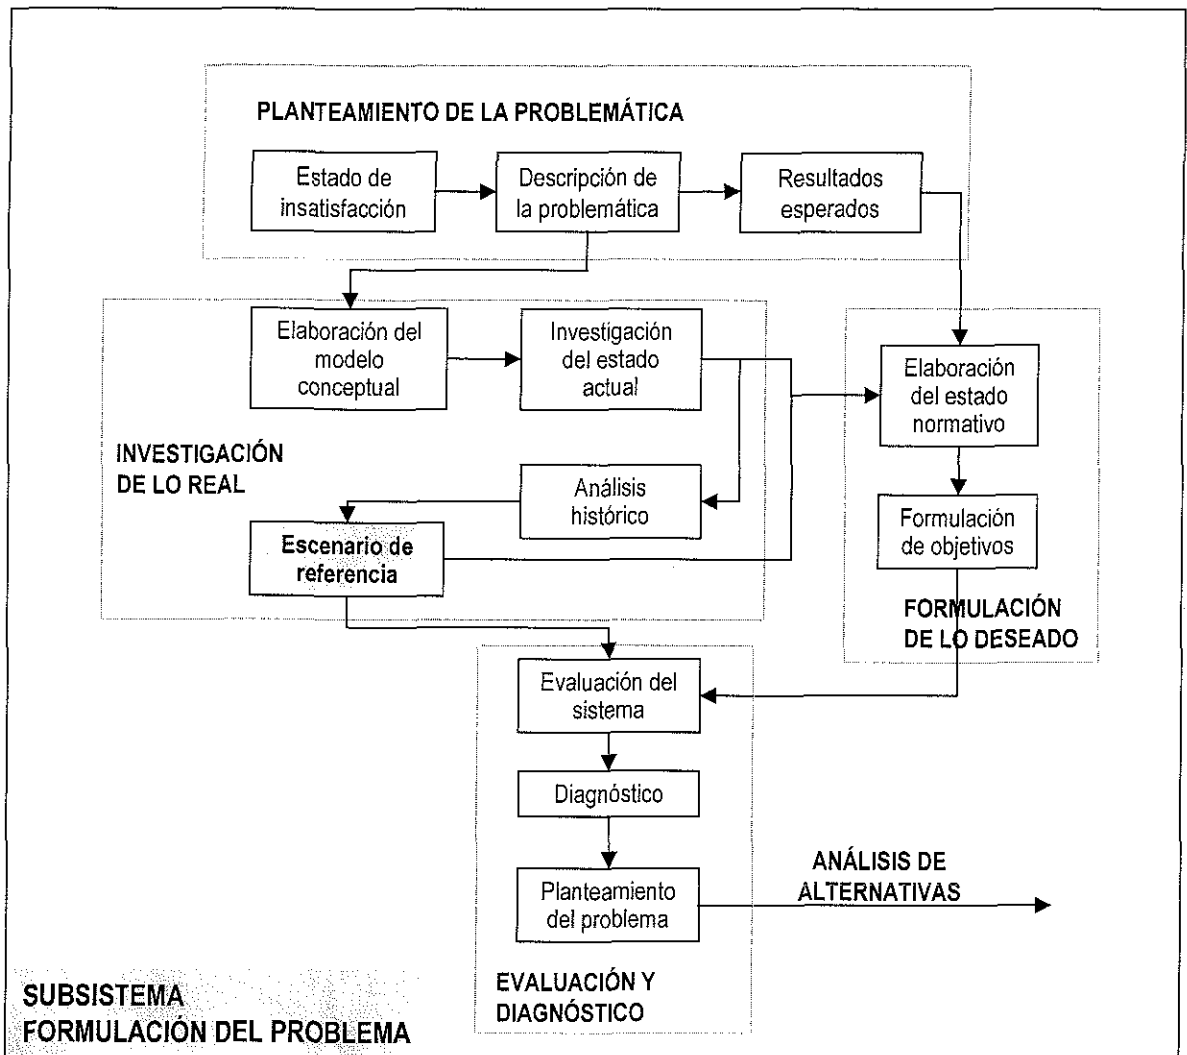 PLANTEAMIENTO DE LA PROBLEMÁTICA
Estado de
insatisfacción
Descripción de
la problemática
Resultados
esperados
Elaboración del
modelo
conceptual
Investigación
del estado
actual
Elaboración
del estado
normativo
INVESTIGACIÓN
DE LO REAL
Análisis
histórico
Escenario de
referencia
Formulación
de objetivos
FORMULACIÓN
DE LO DESEADO
Evaluación del
sistema
Diagnóstico
Planteamiento
del problema
ANÁLISIS DE
ALTERNATIVAS
EVALUACIÓN Y
DIAGNÓSTICO
SUBSISTEMA
FORMULACIÓN DEL PROBLEMA